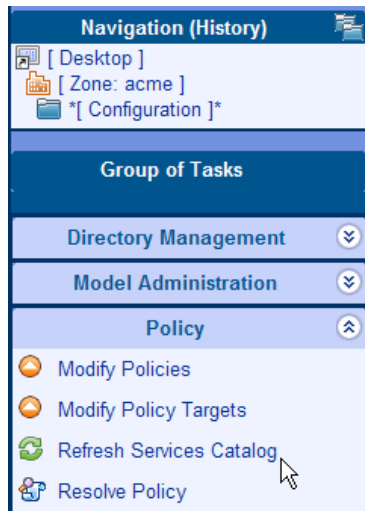 Navigation (History)
[ Desktop ]
[ Zone: acme ]
*[ Configuration ]*
Group of Tasks
Directory Management
Model Administration
Policy
Modify Policies
Modify Policy Targets
Refresh Services Catalog
Resolve Policy